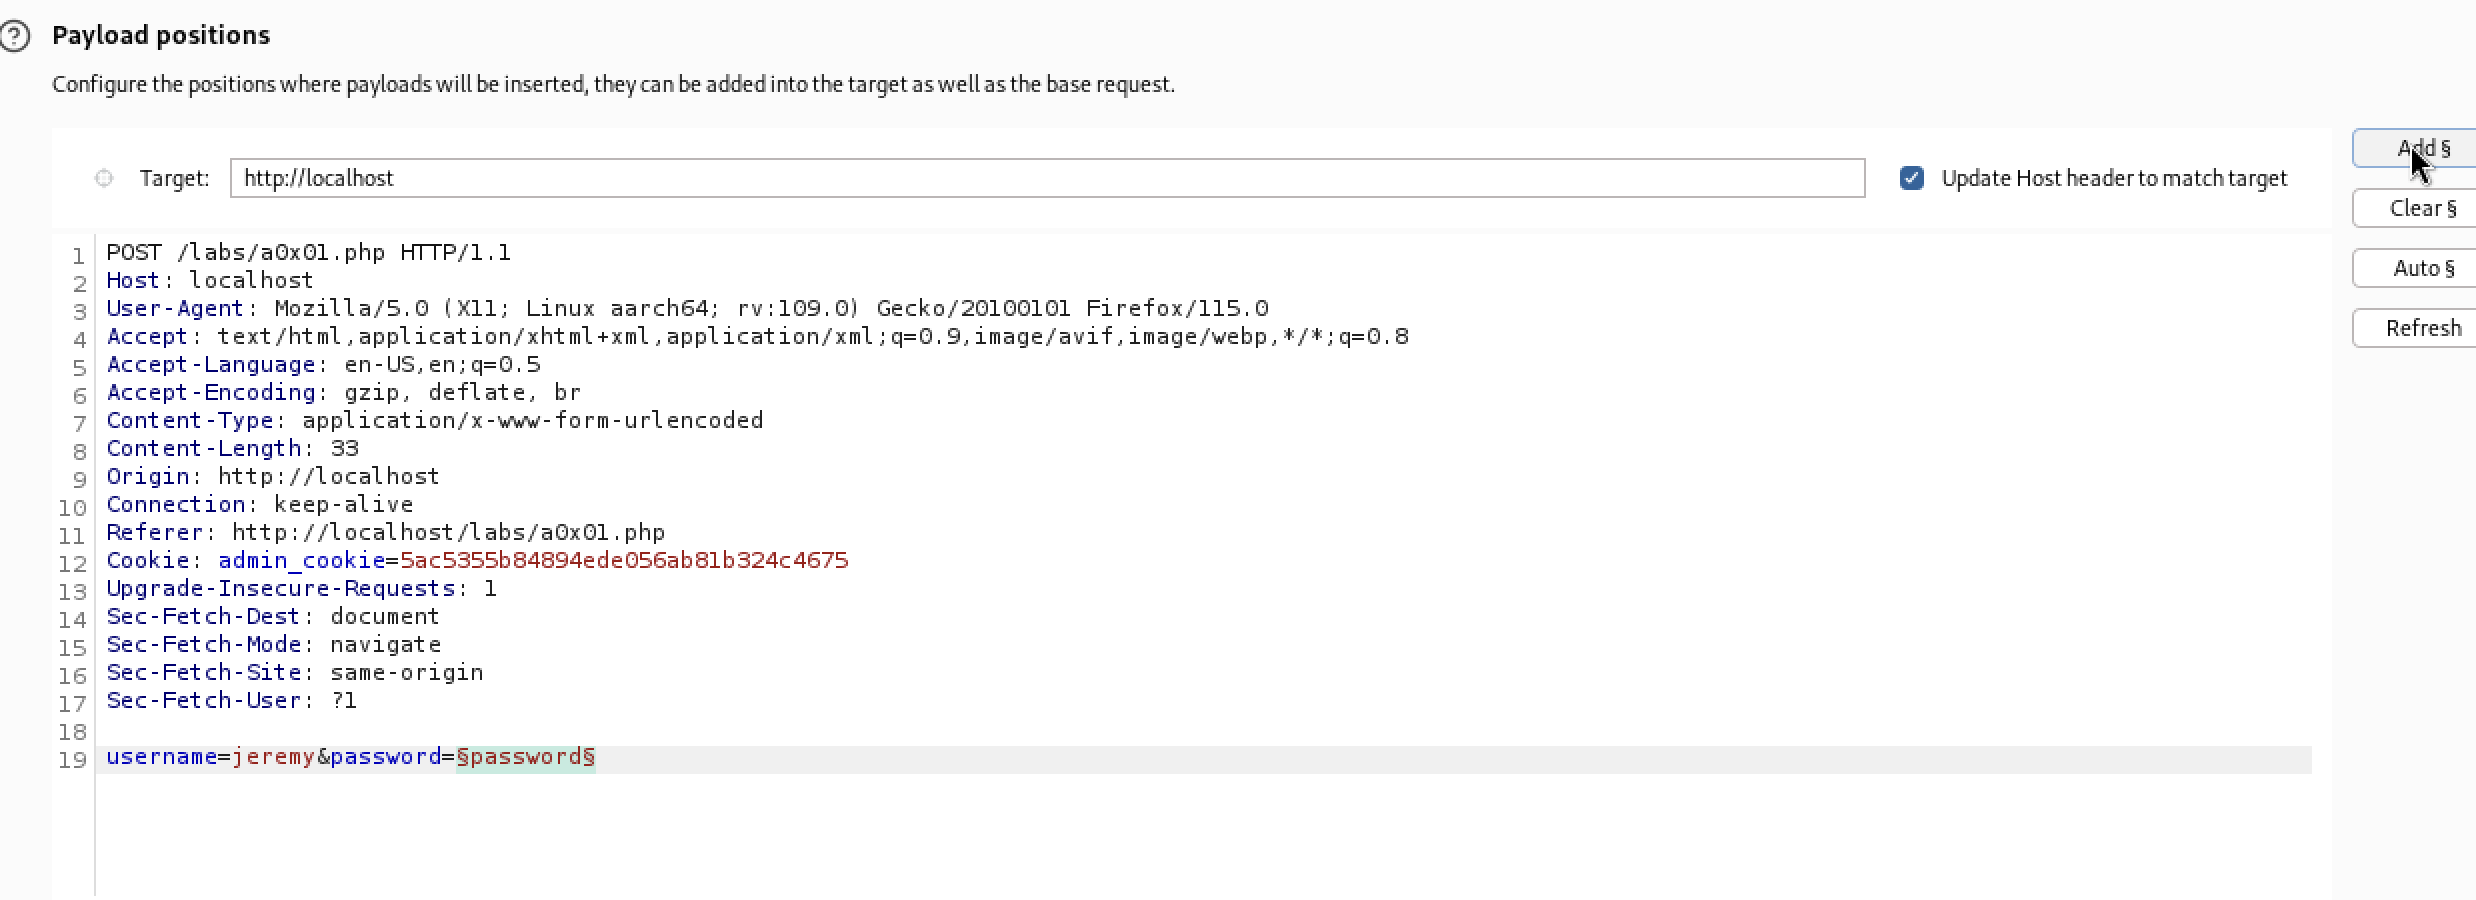 Payload positions
Configure the positions where payloads will be inserted, they can be added into the target as well as the base request.
Target: http://localhost
Update Host header to match target
Add §
Clear §
Auto §
Refresh
1 POST /labs/a0x01.php HTTP/1.1
2 Host: localhost
3 User-Agent: Mozilla/5.0 (X11; Linux aarch64; rv:109.0) Gecko/20100101 Firefox/115.0
4 Accept: text/html,application/xhtml+xml,application/xml;q=0.9,image/avif,image/webp,*/*;q=0.8
5 Accept-Language: en-US,en;q=0.5
6 Accept-Encoding: gzip, deflate, br
7 Content-Type: application/x-www-form-urlencoded
8 Content-Length: 33
9 Origin: http://localhost
10 Connection: keep-alive
11 Referer: http://localhost/labs/a0x01.php
12 Cookie: admin_cookie=5ac5355b84894ede056ab81b324c4675
13 Upgrade-Insecure-Requests: 1
14 Sec-Fetch-Dest: document
15 Sec-Fetch-Mode: navigate
16 Sec-Fetch-Site: same-origin
17 Sec-Fetch-User: ?1
18
19 username=jeremy&password=§password§